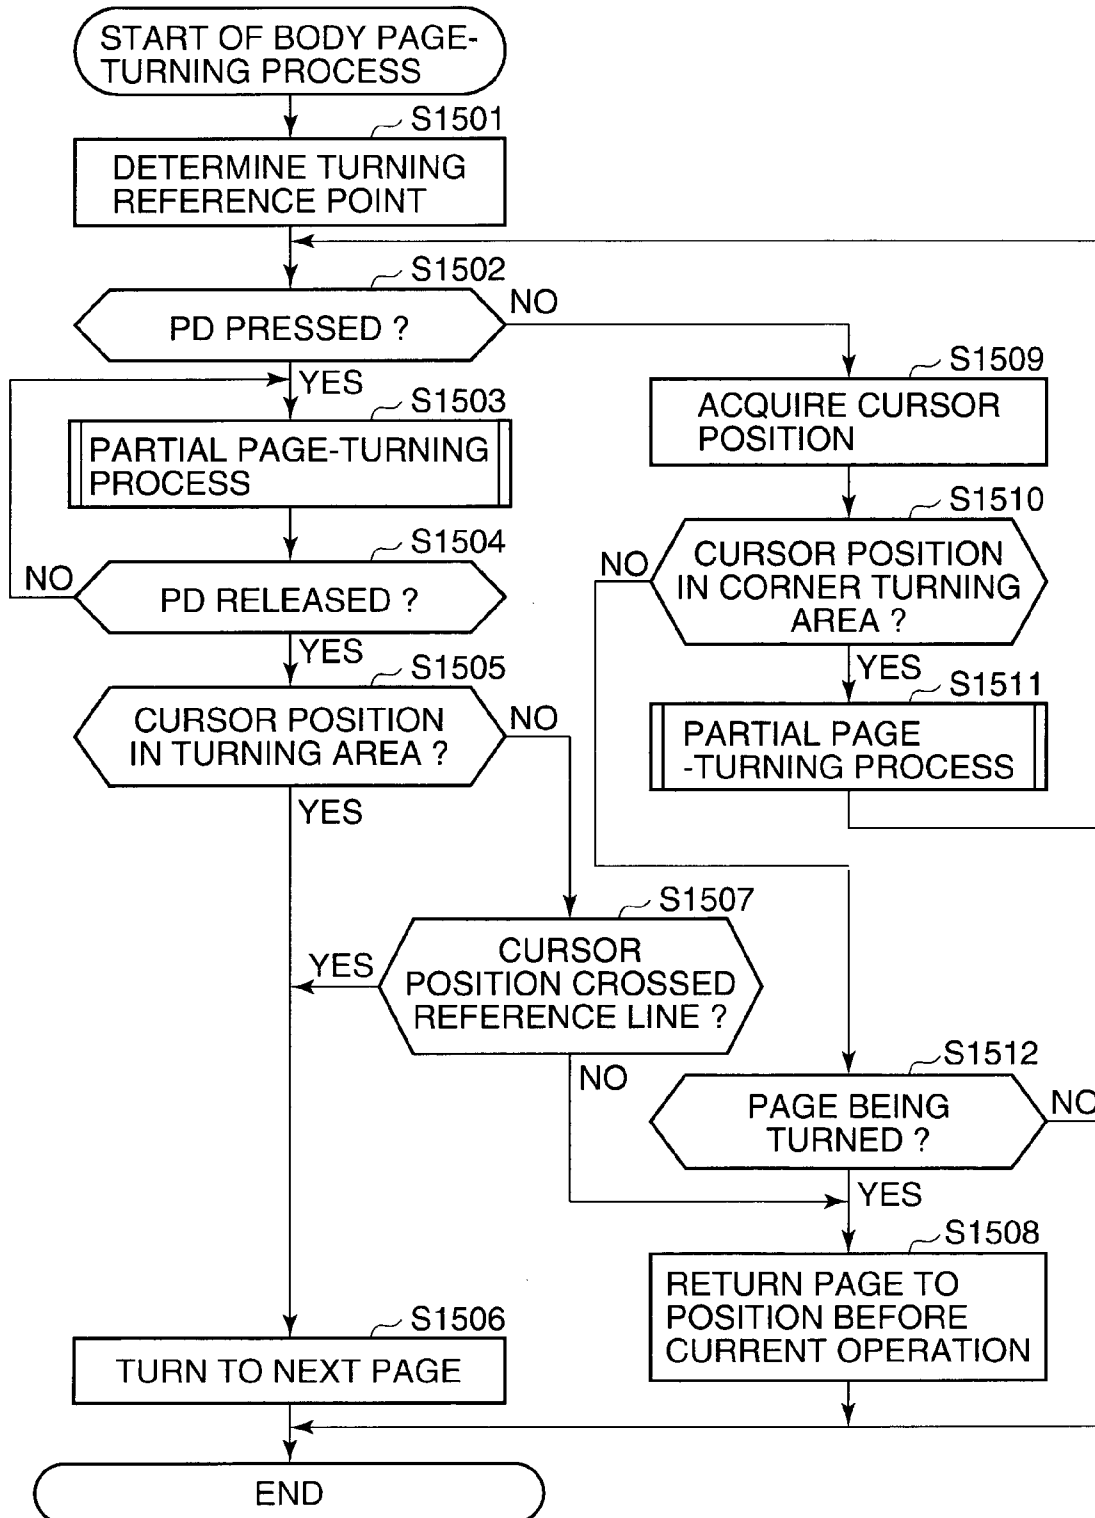 START OF BODY PAGE-
TURNING PROCESS
S1501
DETERMINE TURNING
REFERENCE POINT
S1502
PD PRESSED ?
NO
YES
S1503
PARTIAL PAGE-TURNING
PROCESS
S1504
PD RELEASED ?
NO
YES
S1505
CURSOR POSITION
IN TURNING AREA ?
NO
YES
S1509
ACQUIRE CURSOR
POSITION
S1510
CURSOR POSITION
IN CORNER TURNING
AREA ?
NO
YES
S1511
PARTIAL PAGE
-TURNING PROCESS
S1507
CURSOR
POSITION CROSSED
REFERENCE LINE ?
YES
NO
S1512
PAGE BEING
TURNED ?
NO
YES
S1508
RETURN PAGE TO
POSITION BEFORE
CURRENT OPERATION
S1506
TURN TO NEXT PAGE
END